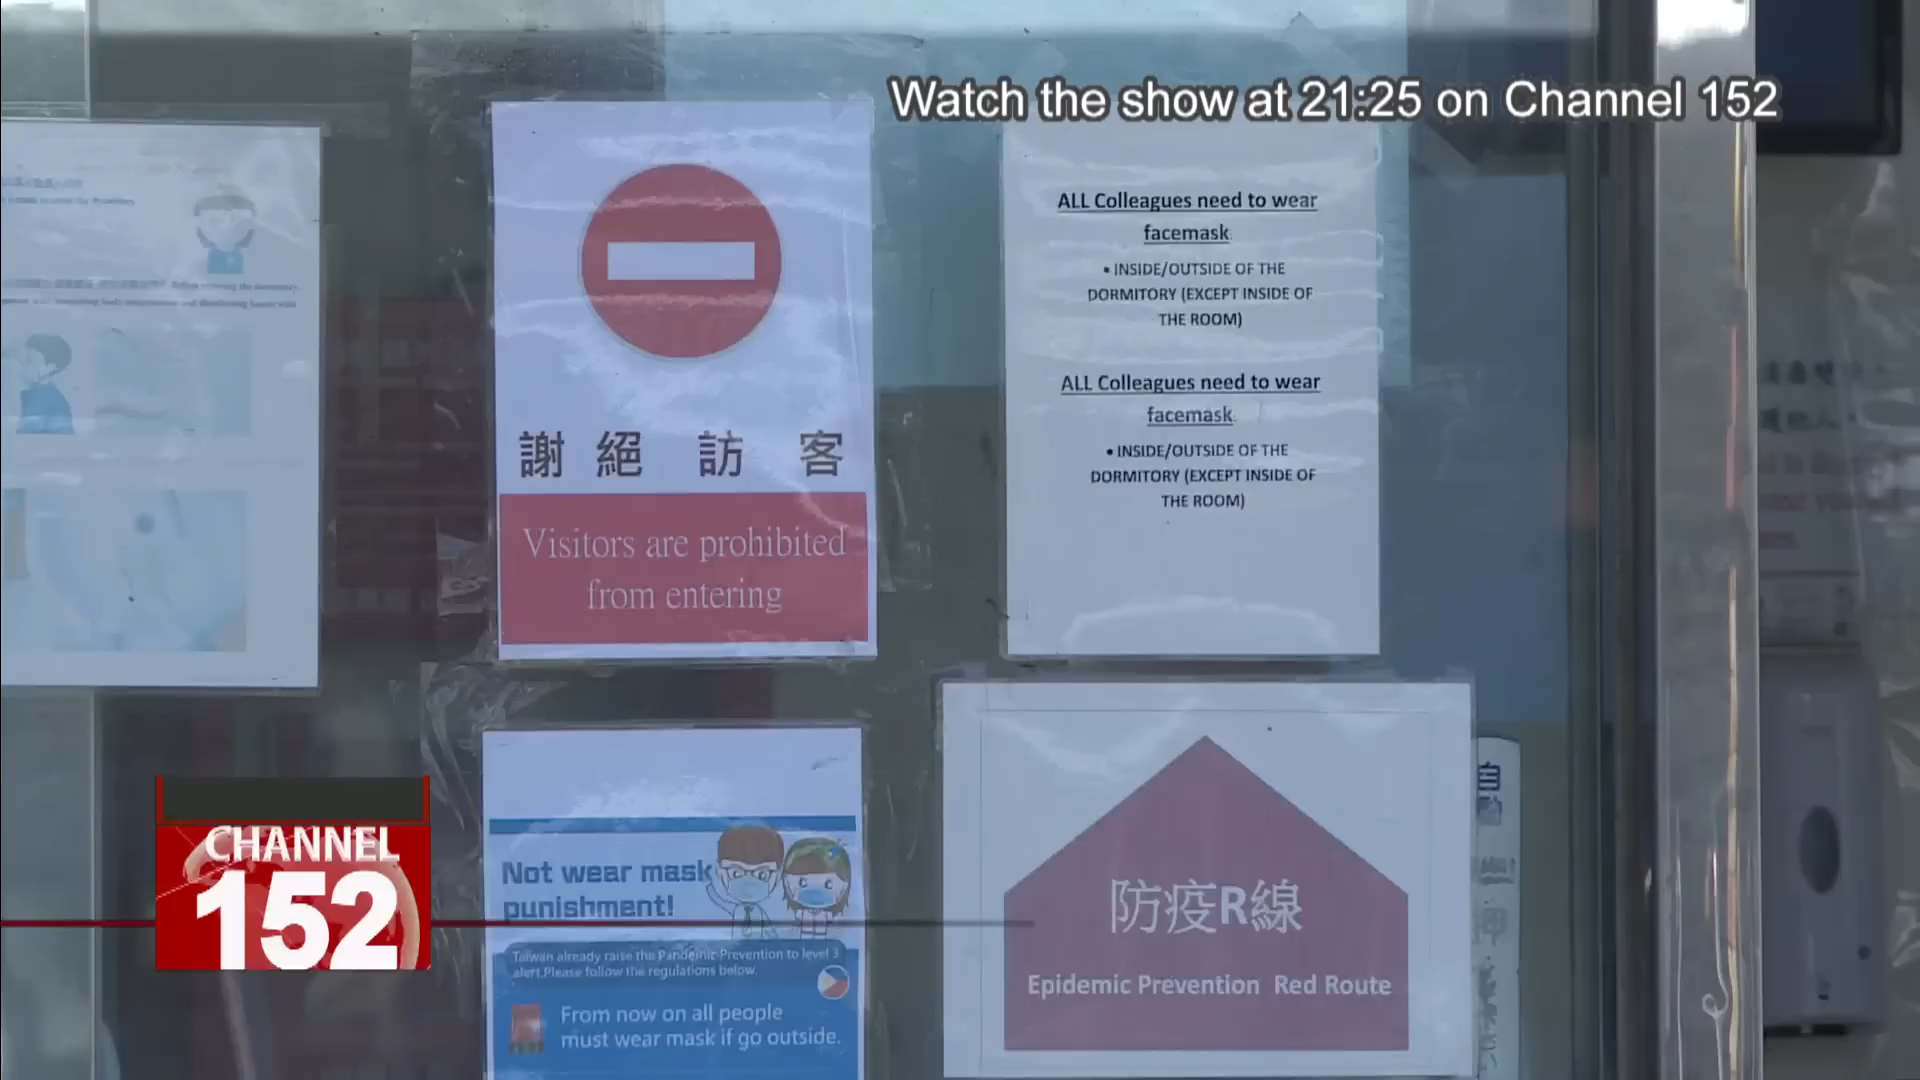 Watch the show at 21:25 on Channel 152
謝絕訪客
Visitors are prohibited
from entering
ALL Colleagues need to wear
facemask
• INSIDE/OUTSIDE OF THE
DORMITORY (EXCEPT INSIDE OF
THE ROOM)
ALL Colleagues need to wear
facemask
• INSIDE/OUTSIDE OF THE
DORMITORY (EXCEPT INSIDE OF
THE ROOM)
CHANNEL
152
Not wear mask
punishment!
Taiwan already raise the Pandemic Prevention to level 3
alert.Please follow the regulations below.
From now on all people
must wear mask if go outside.
防疫R線
Epidemic Prevention Red Route
自
動
押